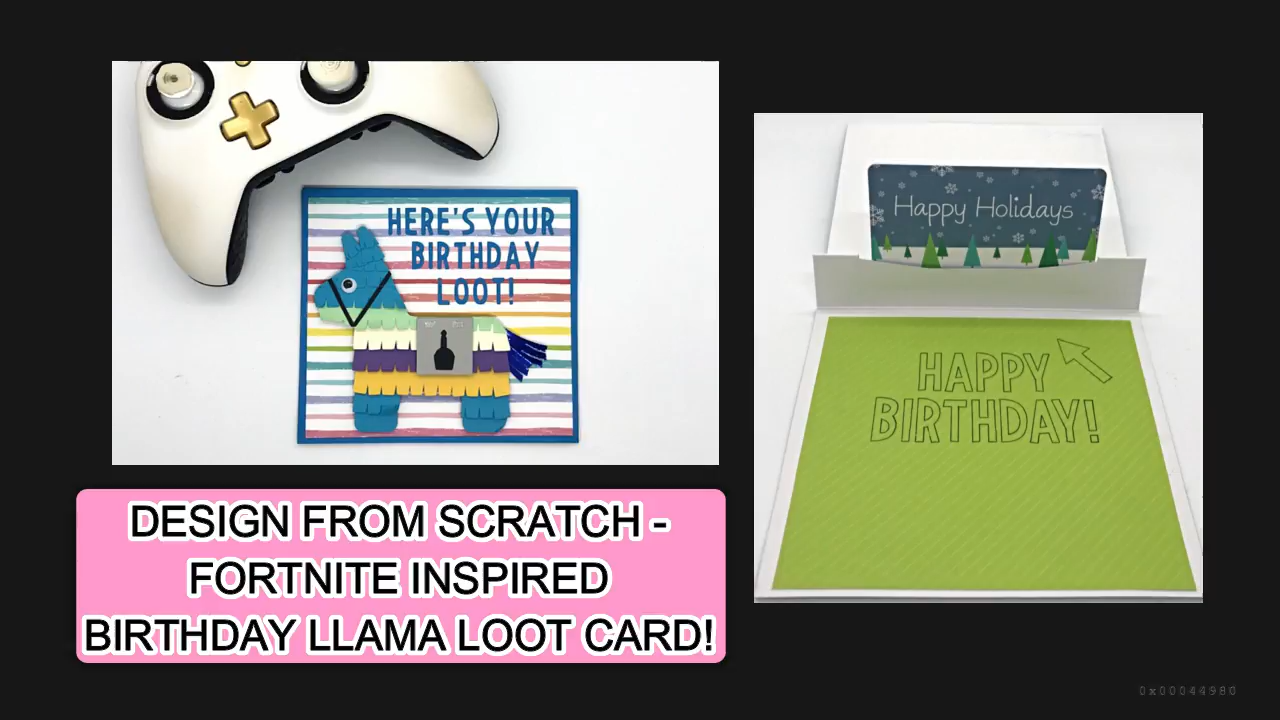 HERE'S YOUR
BIRTHDAY
LOOT!
Happy Holidays
HAPPY
BIRTHDAY!
DESIGN FROM SCRATCH -
FORTNITE INSPIRED
BIRTHDAY LLAMA LOOT CARD!
0x00044980